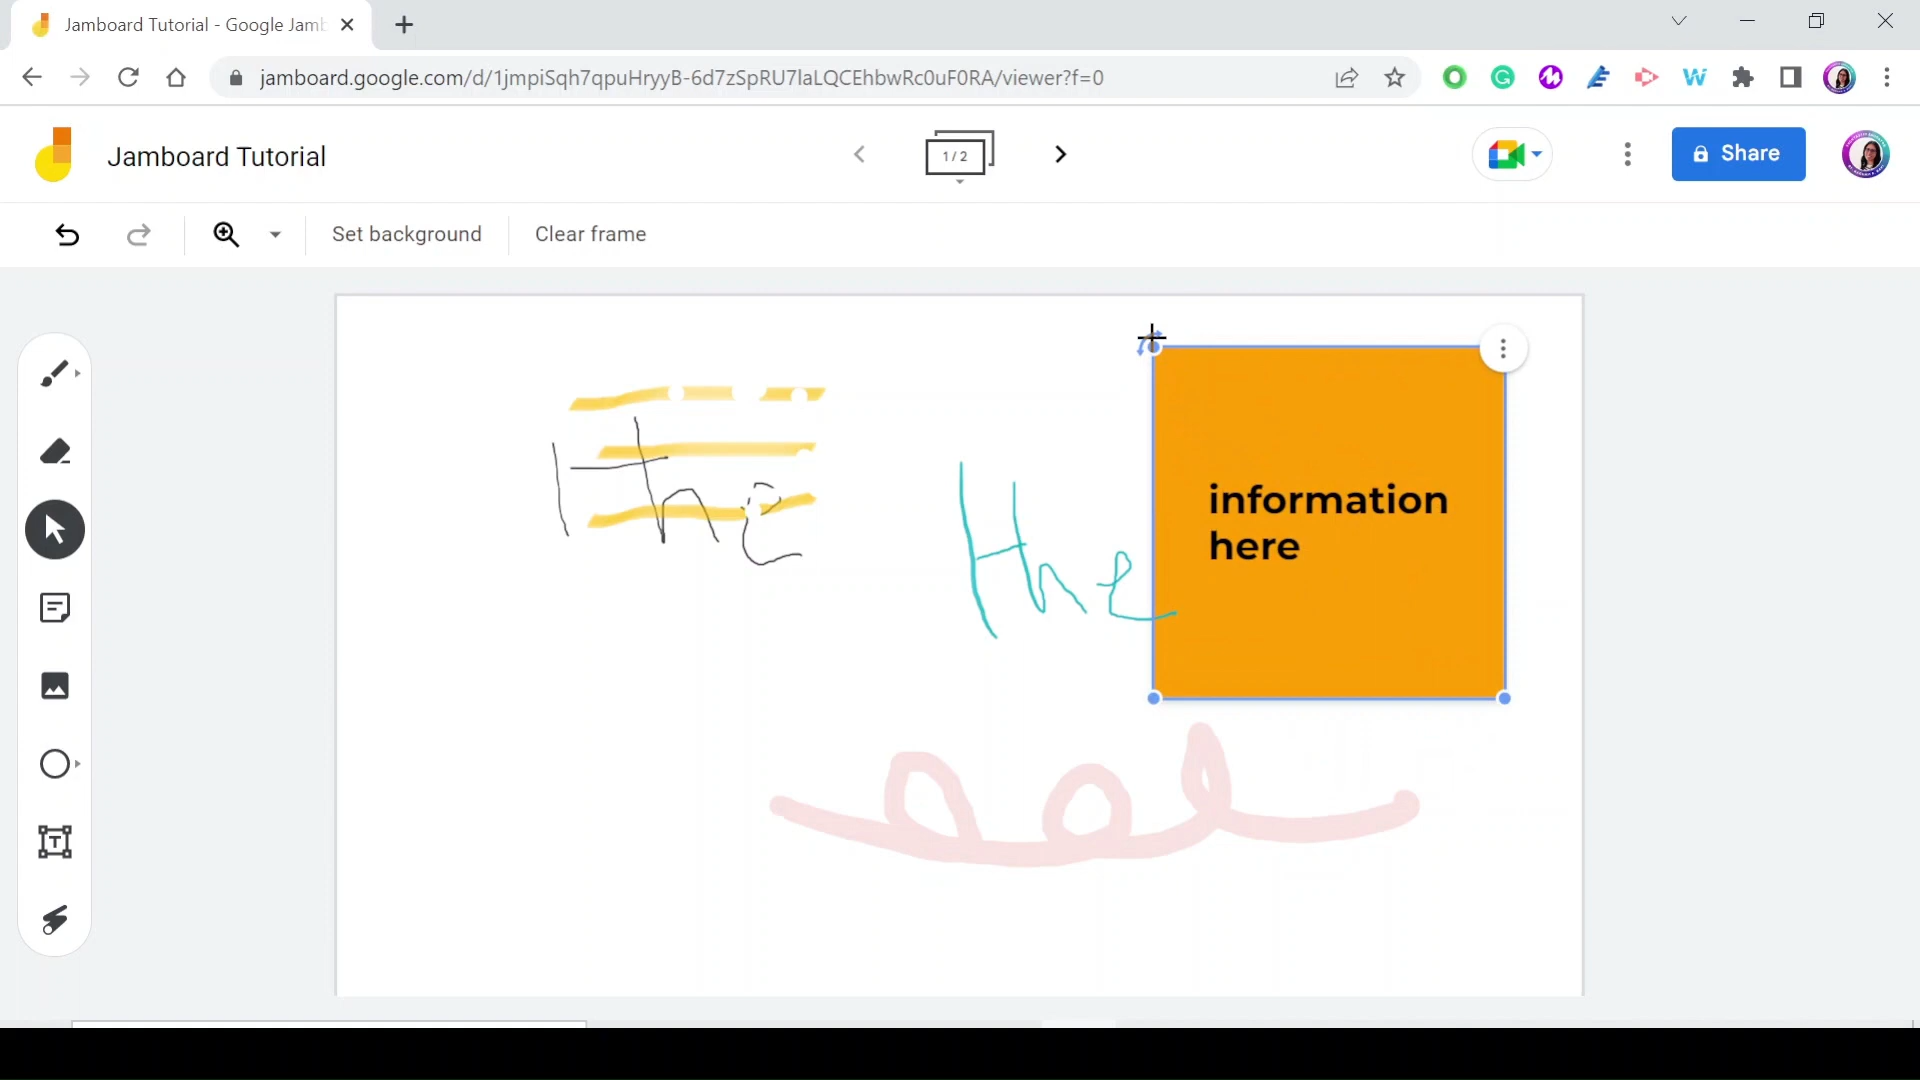 Jamboard Tutorial - Google Jamb
jamboard.google.com/d/1jmpiSqh7qpuHryyB-6d7zSpRU7laLQCEhbwRc0uF0RA/viewer?f=0
Jamboard Tutorial
1/2
Share
Set background
Clear frame
information
here